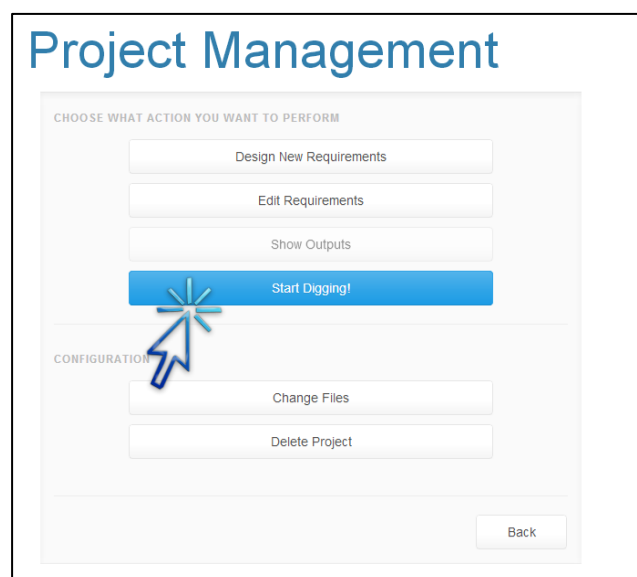 Project Management
CHOOSE WHAT ACTION YOU WANT TO PERFORM
Design New Requirements
Edit Requirements
Show Outputs
Start Digging!
CONFIGURATION
Change Files
Delete Project
Back